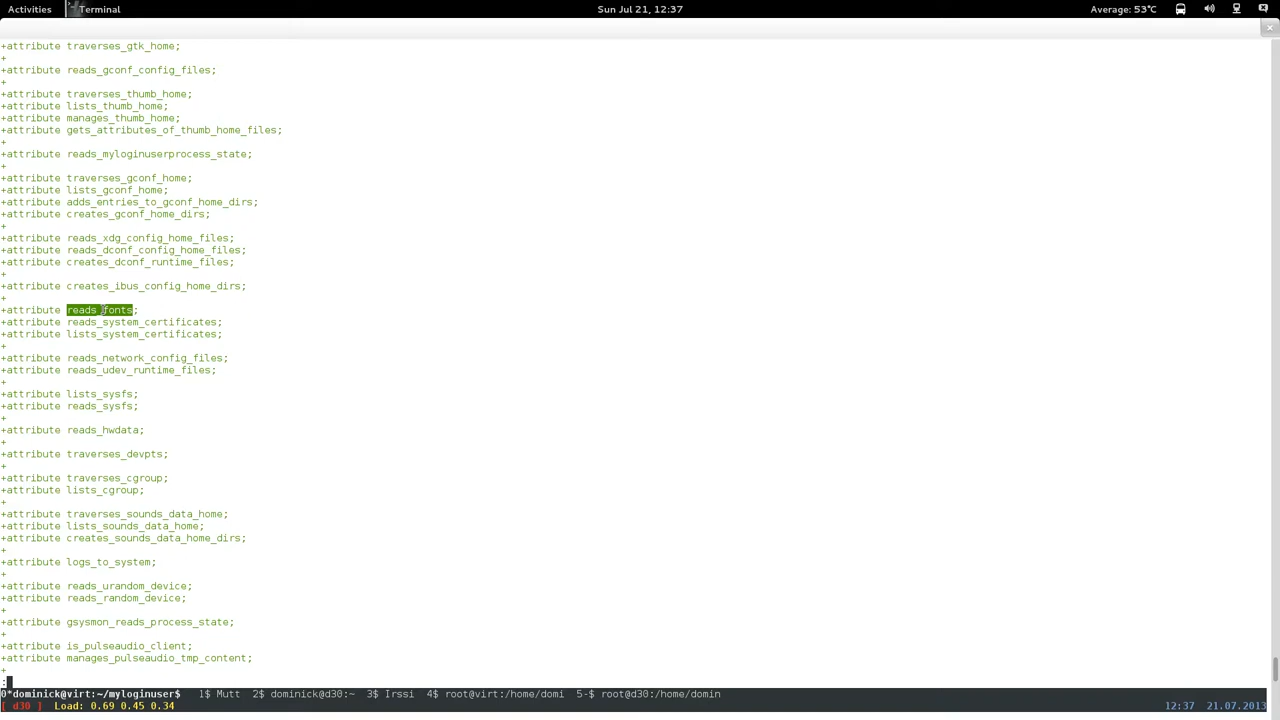 Activities Terminal Sun Jul 21, 12:37 Average: 53°C
+attribute traverses_gtk_home;
+
+attribute reads_gconf_config_files;
+
+attribute traverses_thumb_home;
+attribute lists_thumb_home;
+attribute manages_thumb_home;
+attribute gets_attributes_of_thumb_home_files;
+
+attribute reads_myloginuserprocess_state;
+
+attribute traverses_gconf_home;
+attribute lists_gconf_home;
+attribute adds_entries_to_gconf_home_dirs;
+attribute creates_gconf_home_dirs;
+
+attribute reads_xdg_config_home_files;
+attribute reads_dconf_config_home_files;
+attribute creates_dconf_runtime_files;
+
+attribute creates_ibus_config_home_dirs;
+
+attribute reads_fonts;
+attribute reads_system_certificates;
+attribute lists_system_certificates;
+
+attribute reads_network_config_files;
+attribute reads_udev_runtime_files;
+
+attribute lists_sysfs;
+attribute reads_sysfs;
+
+attribute reads_hwdata;
+
+attribute traverses_devpts;
+
+attribute traverses_cgroup;
+attribute lists_cgroup;
+
+attribute traverses_sounds_data_home;
+attribute lists_sounds_data_home;
+attribute creates_sounds_data_home_dirs;
+
+attribute logs_to_system;
+
+attribute reads_urandom_device;
+attribute reads_random_device;
+
+attribute gsysmon_reads_process_state;
+
+attribute is_pulseaudio_client;
+attribute manages_pulseaudio_tmp_content;
+
:
0*dominick@virt:~/myloginuser$ 1$ Mutt 2$ dominick@d30:~ 3$ Irssi 4$ root@virt:/home/domi 5-$ root@d30:/home/domin
[ d30 ] Load: 0.69 0.45 0.34 12:37 21.07.2013